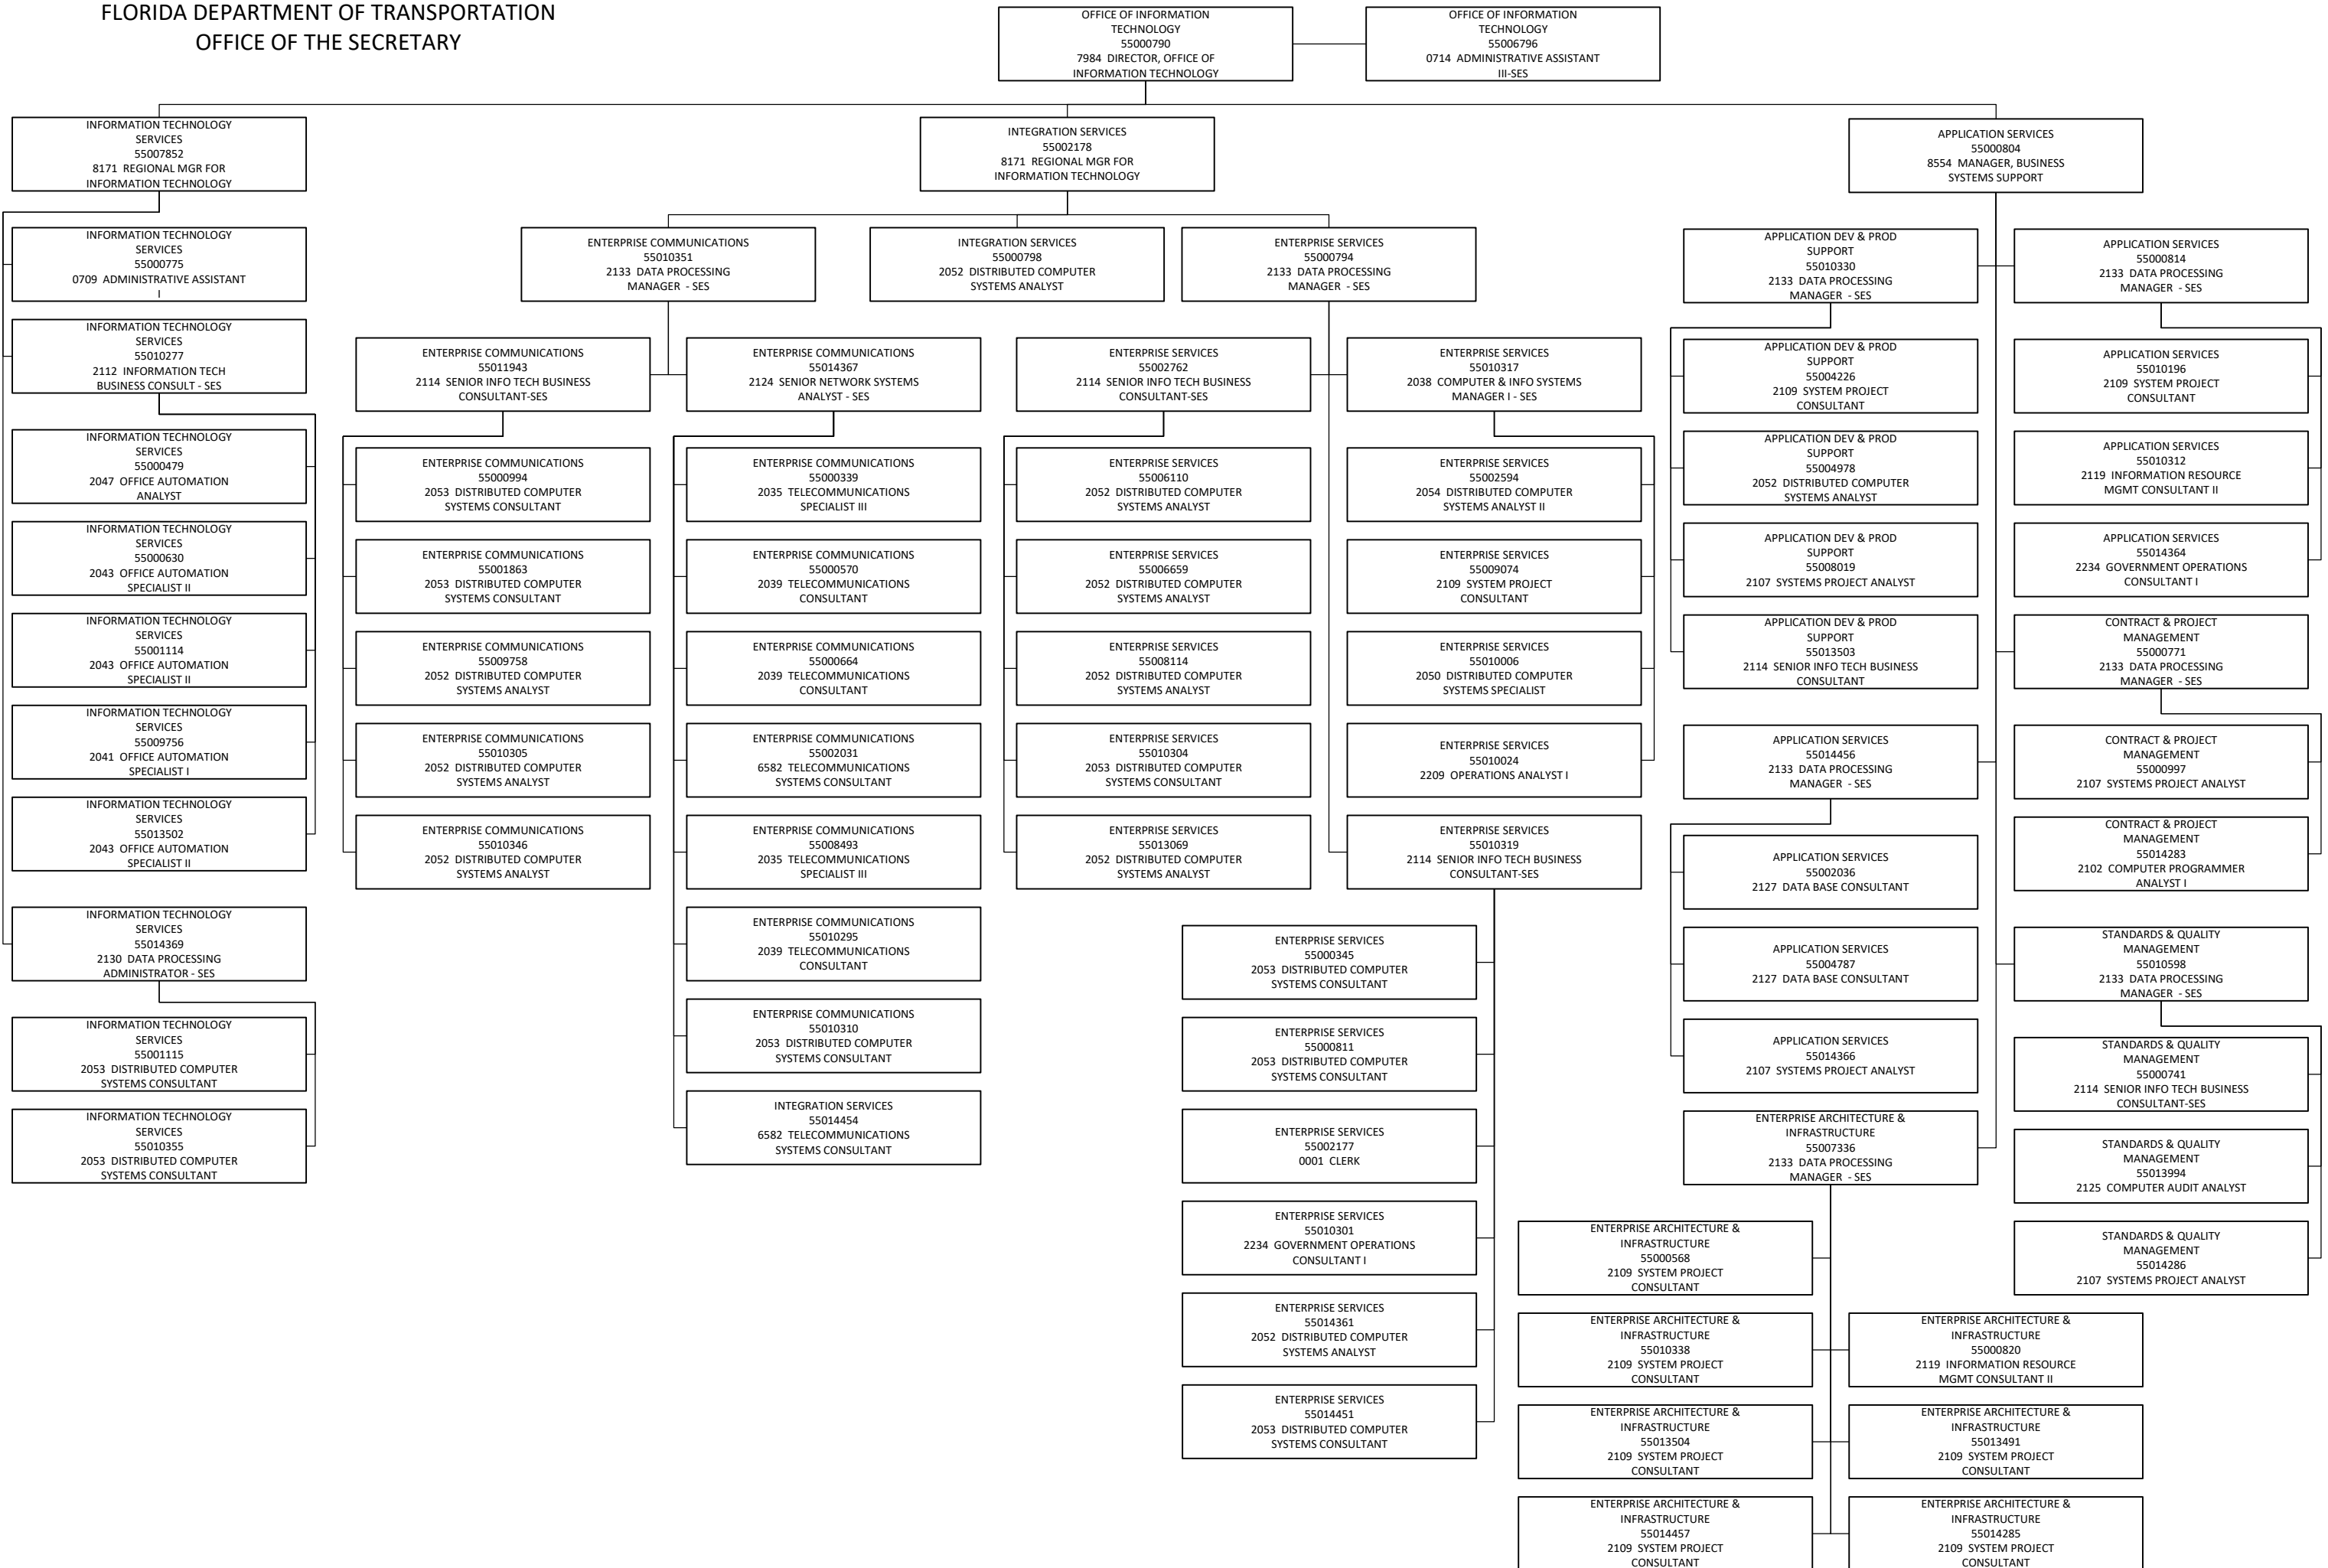 FLORIDA DEPARTMENT OF TRANSPORTATION
OFFICE OF THE SECRETARY
OFFICE OF INFORMATION
TECHNOLOGY
55000790
7984 DIRECTOR, OFFICE OF
INFORMATION TECHNOLOGY
OFFICE OF INFORMATION
TECHNOLOGY
55006796
0714 ADMINISTRATIVE ASSISTANT
III-SES
INFORMATION TECHNOLOGY
SERVICES
55007852
8171 REGIONAL MGR FOR
INFORMATION TECHNOLOGY
INFORMATION TECHNOLOGY
SERVICES
55000775
0709 ADMINISTRATIVE ASSISTANT
I
INFORMATION TECHNOLOGY
SERVICES
55010277
2112 INFORMATION TECH
BUSINESS CONSULT - SES
INFORMATION TECHNOLOGY
SERVICES
55000479
2047 OFFICE AUTOMATION
ANALYST
INFORMATION TECHNOLOGY
SERVICES
55000630
2043 OFFICE AUTOMATION
SPECIALIST II
INFORMATION TECHNOLOGY
SERVICES
55001114
2043 OFFICE AUTOMATION
SPECIALIST II
INFORMATION TECHNOLOGY
SERVICES
55009756
2041 OFFICE AUTOMATION
SPECIALIST I
INFORMATION TECHNOLOGY
SERVICES
55013502
2043 OFFICE AUTOMATION
SPECIALIST II
INFORMATION TECHNOLOGY
SERVICES
55014369
2130 DATA PROCESSING
ADMINISTRATOR - SES
INFORMATION TECHNOLOGY
SERVICES
55001115
2053 DISTRIBUTED COMPUTER
SYSTEMS CONSULTANT
INFORMATION TECHNOLOGY
SERVICES
55010355
2053 DISTRIBUTED COMPUTER
SYSTEMS CONSULTANT
INTEGRATION SERVICES
55002178
8171 REGIONAL MGR FOR
INFORMATION TECHNOLOGY
ENTERPRISE COMMUNICATIONS
55010351
2133 DATA PROCESSING
MANAGER - SES
INTEGRATION SERVICES
55000798
2052 DISTRIBUTED COMPUTER
SYSTEMS ANALYST
ENTERPRISE SERVICES
55000794
2133 DATA PROCESSING
MANAGER - SES
ENTERPRISE COMMUNICATIONS
55011943
2114 SENIOR INFO TECH BUSINESS
CONSULTANT-SES
ENTERPRISE COMMUNICATIONS
55000994
2053 DISTRIBUTED COMPUTER
SYSTEMS CONSULTANT
ENTERPRISE COMMUNICATIONS
55001863
2053 DISTRIBUTED COMPUTER
SYSTEMS CONSULTANT
ENTERPRISE COMMUNICATIONS
55009758
2052 DISTRIBUTED COMPUTER
SYSTEMS ANALYST
ENTERPRISE COMMUNICATIONS
55010305
2052 DISTRIBUTED COMPUTER
SYSTEMS ANALYST
ENTERPRISE COMMUNICATIONS
55010346
2052 DISTRIBUTED COMPUTER
SYSTEMS ANALYST
ENTERPRISE COMMUNICATIONS
55014367
2124 SENIOR NETWORK SYSTEMS
ANALYST - SES
ENTERPRISE COMMUNICATIONS
55000339
2035 TELECOMMUNICATIONS
SPECIALIST III
ENTERPRISE COMMUNICATIONS
55000570
2039 TELECOMMUNICATIONS
CONSULTANT
ENTERPRISE COMMUNICATIONS
55000664
2039 TELECOMMUNICATIONS
CONSULTANT
ENTERPRISE COMMUNICATIONS
55002031
6582 TELECOMMUNICATIONS
SYSTEMS CONSULTANT
ENTERPRISE COMMUNICATIONS
55008493
2035 TELECOMMUNICATIONS
SPECIALIST III
ENTERPRISE COMMUNICATIONS
55010295
2039 TELECOMMUNICATIONS
CONSULTANT
ENTERPRISE COMMUNICATIONS
55010310
2053 DISTRIBUTED COMPUTER
SYSTEMS CONSULTANT
INTEGRATION SERVICES
55014454
6582 TELECOMMUNICATIONS
SYSTEMS CONSULTANT
ENTERPRISE SERVICES
55002762
2114 SENIOR INFO TECH BUSINESS
CONSULTANT-SES
ENTERPRISE SERVICES
55006110
2052 DISTRIBUTED COMPUTER
SYSTEMS ANALYST
ENTERPRISE SERVICES
55006659
2052 DISTRIBUTED COMPUTER
SYSTEMS ANALYST
ENTERPRISE SERVICES
55008114
2052 DISTRIBUTED COMPUTER
SYSTEMS ANALYST
ENTERPRISE SERVICES
55010304
2053 DISTRIBUTED COMPUTER
SYSTEMS CONSULTANT
ENTERPRISE SERVICES
55013069
2052 DISTRIBUTED COMPUTER
SYSTEMS ANALYST
ENTERPRISE SERVICES
55010317
2038 COMPUTER & INFO SYSTEMS
MANAGER I - SES
ENTERPRISE SERVICES
55002594
2054 DISTRIBUTED COMPUTER
SYSTEMS ANALYST II
ENTERPRISE SERVICES
55009074
2109 SYSTEM PROJECT
CONSULTANT
ENTERPRISE SERVICES
55010006
2050 DISTRIBUTED COMPUTER
SYSTEMS SPECIALIST
ENTERPRISE SERVICES
55010024
2209 OPERATIONS ANALYST I
ENTERPRISE SERVICES
55010319
2114 SENIOR INFO TECH BUSINESS
CONSULTANT-SES
ENTERPRISE SERVICES
55000345
2053 DISTRIBUTED COMPUTER
SYSTEMS CONSULTANT
ENTERPRISE SERVICES
55000811
2053 DISTRIBUTED COMPUTER
SYSTEMS CONSULTANT
ENTERPRISE SERVICES
55002177
0001 CLERK
ENTERPRISE SERVICES
55010301
2234 GOVERNMENT OPERATIONS
CONSULTANT I
ENTERPRISE SERVICES
55014361
2052 DISTRIBUTED COMPUTER
SYSTEMS ANALYST
ENTERPRISE SERVICES
55014451
2053 DISTRIBUTED COMPUTER
SYSTEMS CONSULTANT
APPLICATION SERVICES
55000804
8554 MANAGER, BUSINESS
SYSTEMS SUPPORT
APPLICATION DEV & PROD
SUPPORT
55010330
2133 DATA PROCESSING
MANAGER - SES
APPLICATION DEV & PROD
SUPPORT
55004226
2109 SYSTEM PROJECT
CONSULTANT
APPLICATION DEV & PROD
SUPPORT
55004978
2052 DISTRIBUTED COMPUTER
SYSTEMS ANALYST
APPLICATION DEV & PROD
SUPPORT
55008019
2107 SYSTEMS PROJECT ANALYST
APPLICATION DEV & PROD
SUPPORT
55013503
2114 SENIOR INFO TECH BUSINESS
CONSULTANT
APPLICATION SERVICES
55014456
2133 DATA PROCESSING
MANAGER - SES
APPLICATION SERVICES
55002036
2127 DATA BASE CONSULTANT
APPLICATION SERVICES
55004787
2127 DATA BASE CONSULTANT
APPLICATION SERVICES
55014366
2107 SYSTEMS PROJECT ANALYST
ENTERPRISE ARCHITECTURE &
INFRASTRUCTURE
55007336
2133 DATA PROCESSING
MANAGER - SES
APPLICATION SERVICES
55000814
2133 DATA PROCESSING
MANAGER - SES
APPLICATION SERVICES
55010196
2109 SYSTEM PROJECT
CONSULTANT
APPLICATION SERVICES
55010312
2119 INFORMATION RESOURCE
MGMT CONSULTANT II
APPLICATION SERVICES
55014364
2234 GOVERNMENT OPERATIONS
CONSULTANT I
CONTRACT & PROJECT
MANAGEMENT
55000771
2133 DATA PROCESSING
MANAGER - SES
CONTRACT & PROJECT
MANAGEMENT
55000997
2107 SYSTEMS PROJECT ANALYST
CONTRACT & PROJECT
MANAGEMENT
55014283
2102 COMPUTER PROGRAMMER
ANALYST I
STANDARDS & QUALITY
MANAGEMENT
55010598
2133 DATA PROCESSING
MANAGER - SES
STANDARDS & QUALITY
MANAGEMENT
55000741
2114 SENIOR INFO TECH BUSINESS
CONSULTANT-SES
STANDARDS & QUALITY
MANAGEMENT
55013994
2125 COMPUTER AUDIT ANALYST
STANDARDS & QUALITY
MANAGEMENT
55014286
2107 SYSTEMS PROJECT ANALYST
ENTERPRISE ARCHITECTURE &
INFRASTRUCTURE
55000568
2109 SYSTEM PROJECT
CONSULTANT
ENTERPRISE ARCHITECTURE &
INFRASTRUCTURE
55010338
2109 SYSTEM PROJECT
CONSULTANT
ENTERPRISE ARCHITECTURE &
INFRASTRUCTURE
55000820
2119 INFORMATION RESOURCE
MGMT CONSULTANT II
ENTERPRISE ARCHITECTURE &
INFRASTRUCTURE
55013504
2109 SYSTEM PROJECT
CONSULTANT
ENTERPRISE ARCHITECTURE &
INFRASTRUCTURE
55013491
2109 SYSTEM PROJECT
CONSULTANT
ENTERPRISE ARCHITECTURE &
INFRASTRUCTURE
55014457
2109 SYSTEM PROJECT
CONSULTANT
ENTERPRISE ARCHITECTURE &
INFRASTRUCTURE
55014285
2109 SYSTEM PROJECT
CONSULTANT